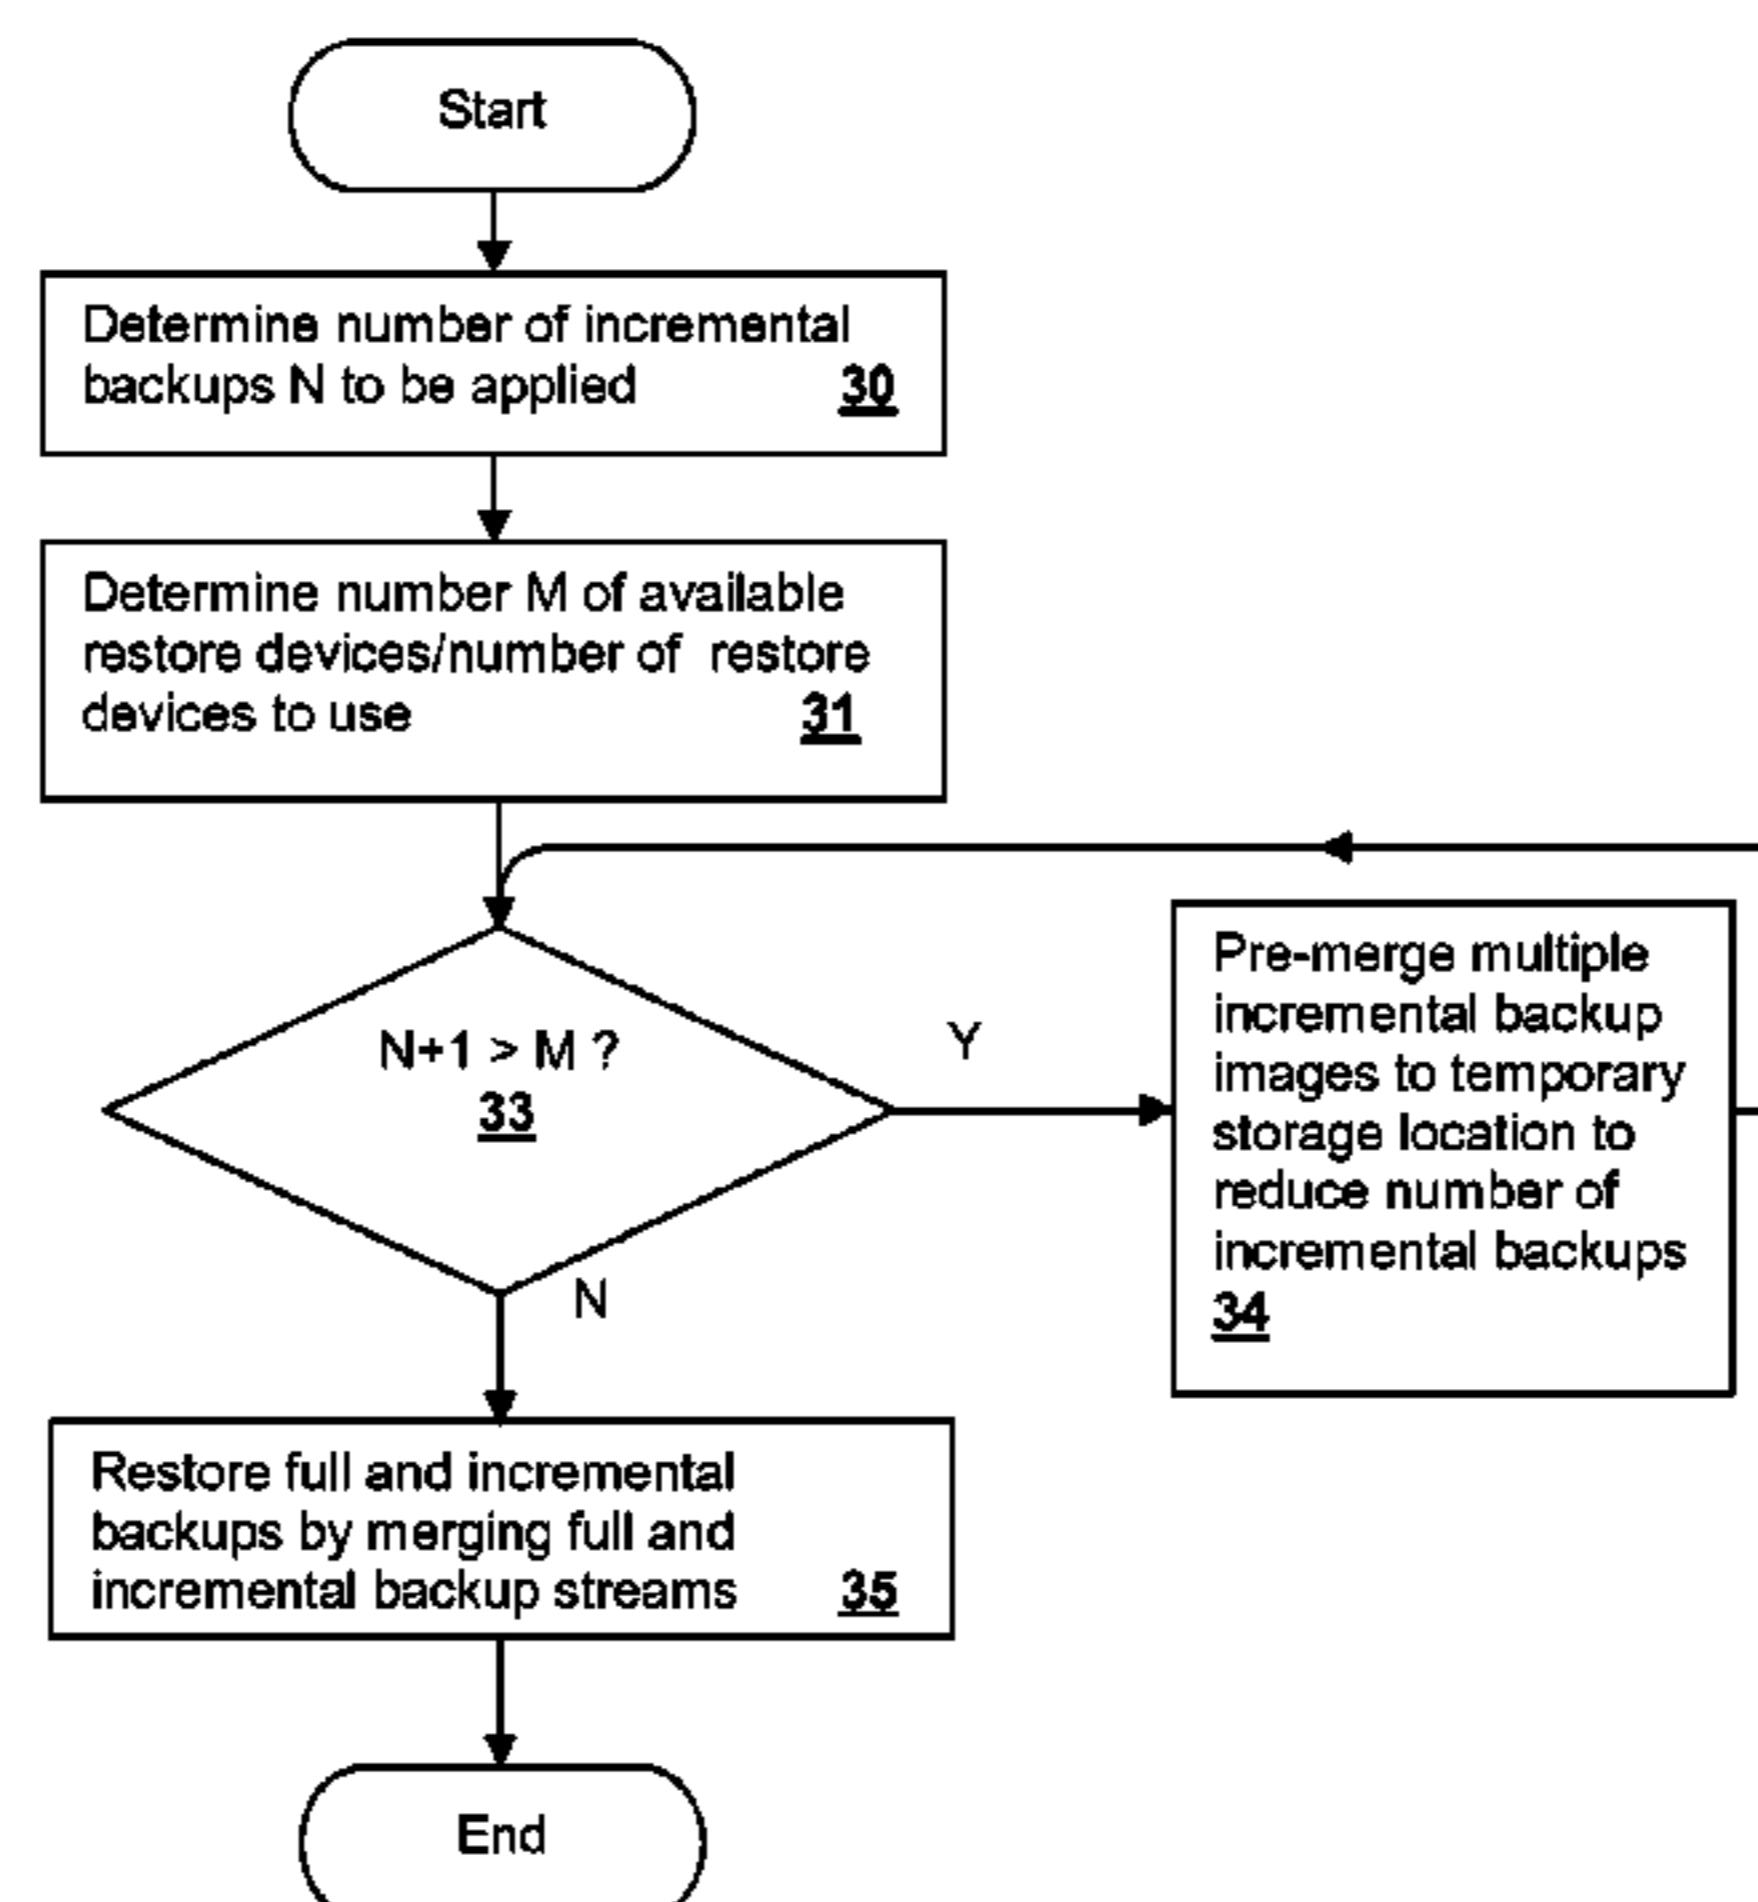 Start
Determine number of incremental
backups N to be applied 30
Determine number M of available
restore devices/number of restore
devices to use 31
N+1 > M ?
33
Y
Pre-merge multiple
incremental backup
images to temporary
storage location to
reduce number of
incremental backups
34
N
Restore full and incremental
backups by merging full and
incremental backup streams 35
End